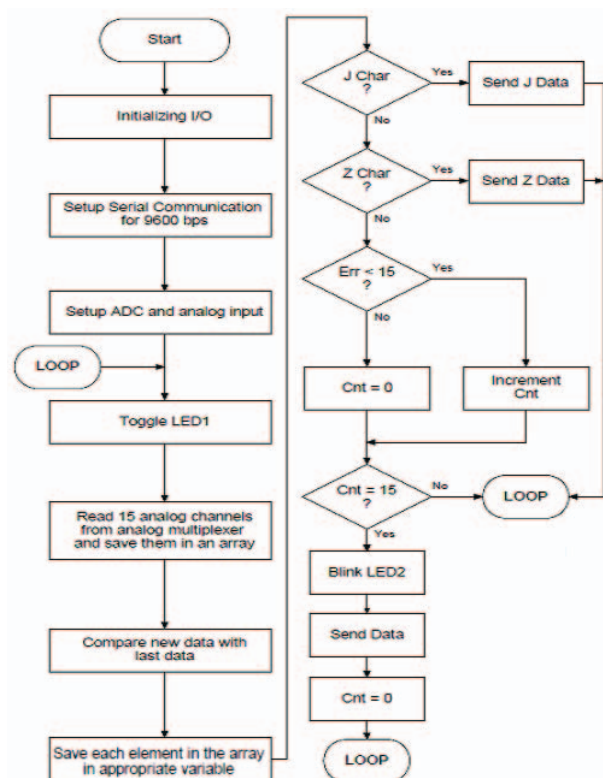 Start
Initializing I/O
Setup Serial Communication
for 9600 bps
Setup ADC and analog input
LOOP
Toggle LED1
Read 15 analog channels
from analog multiplexer
and save them in an array
Compare new data with
last data
Save each element in the array
in appropriate variable
J Char
?
Yes
Send J Data
No
Z Char
?
Yes
Send Z Data
No
Err < 15
?
Yes
No
Cnt = 0
Increment
Cnt
Cnt = 15
?
No
LOOP
Yes
Blink LED2
Send Data
Cnt = 0
LOOP